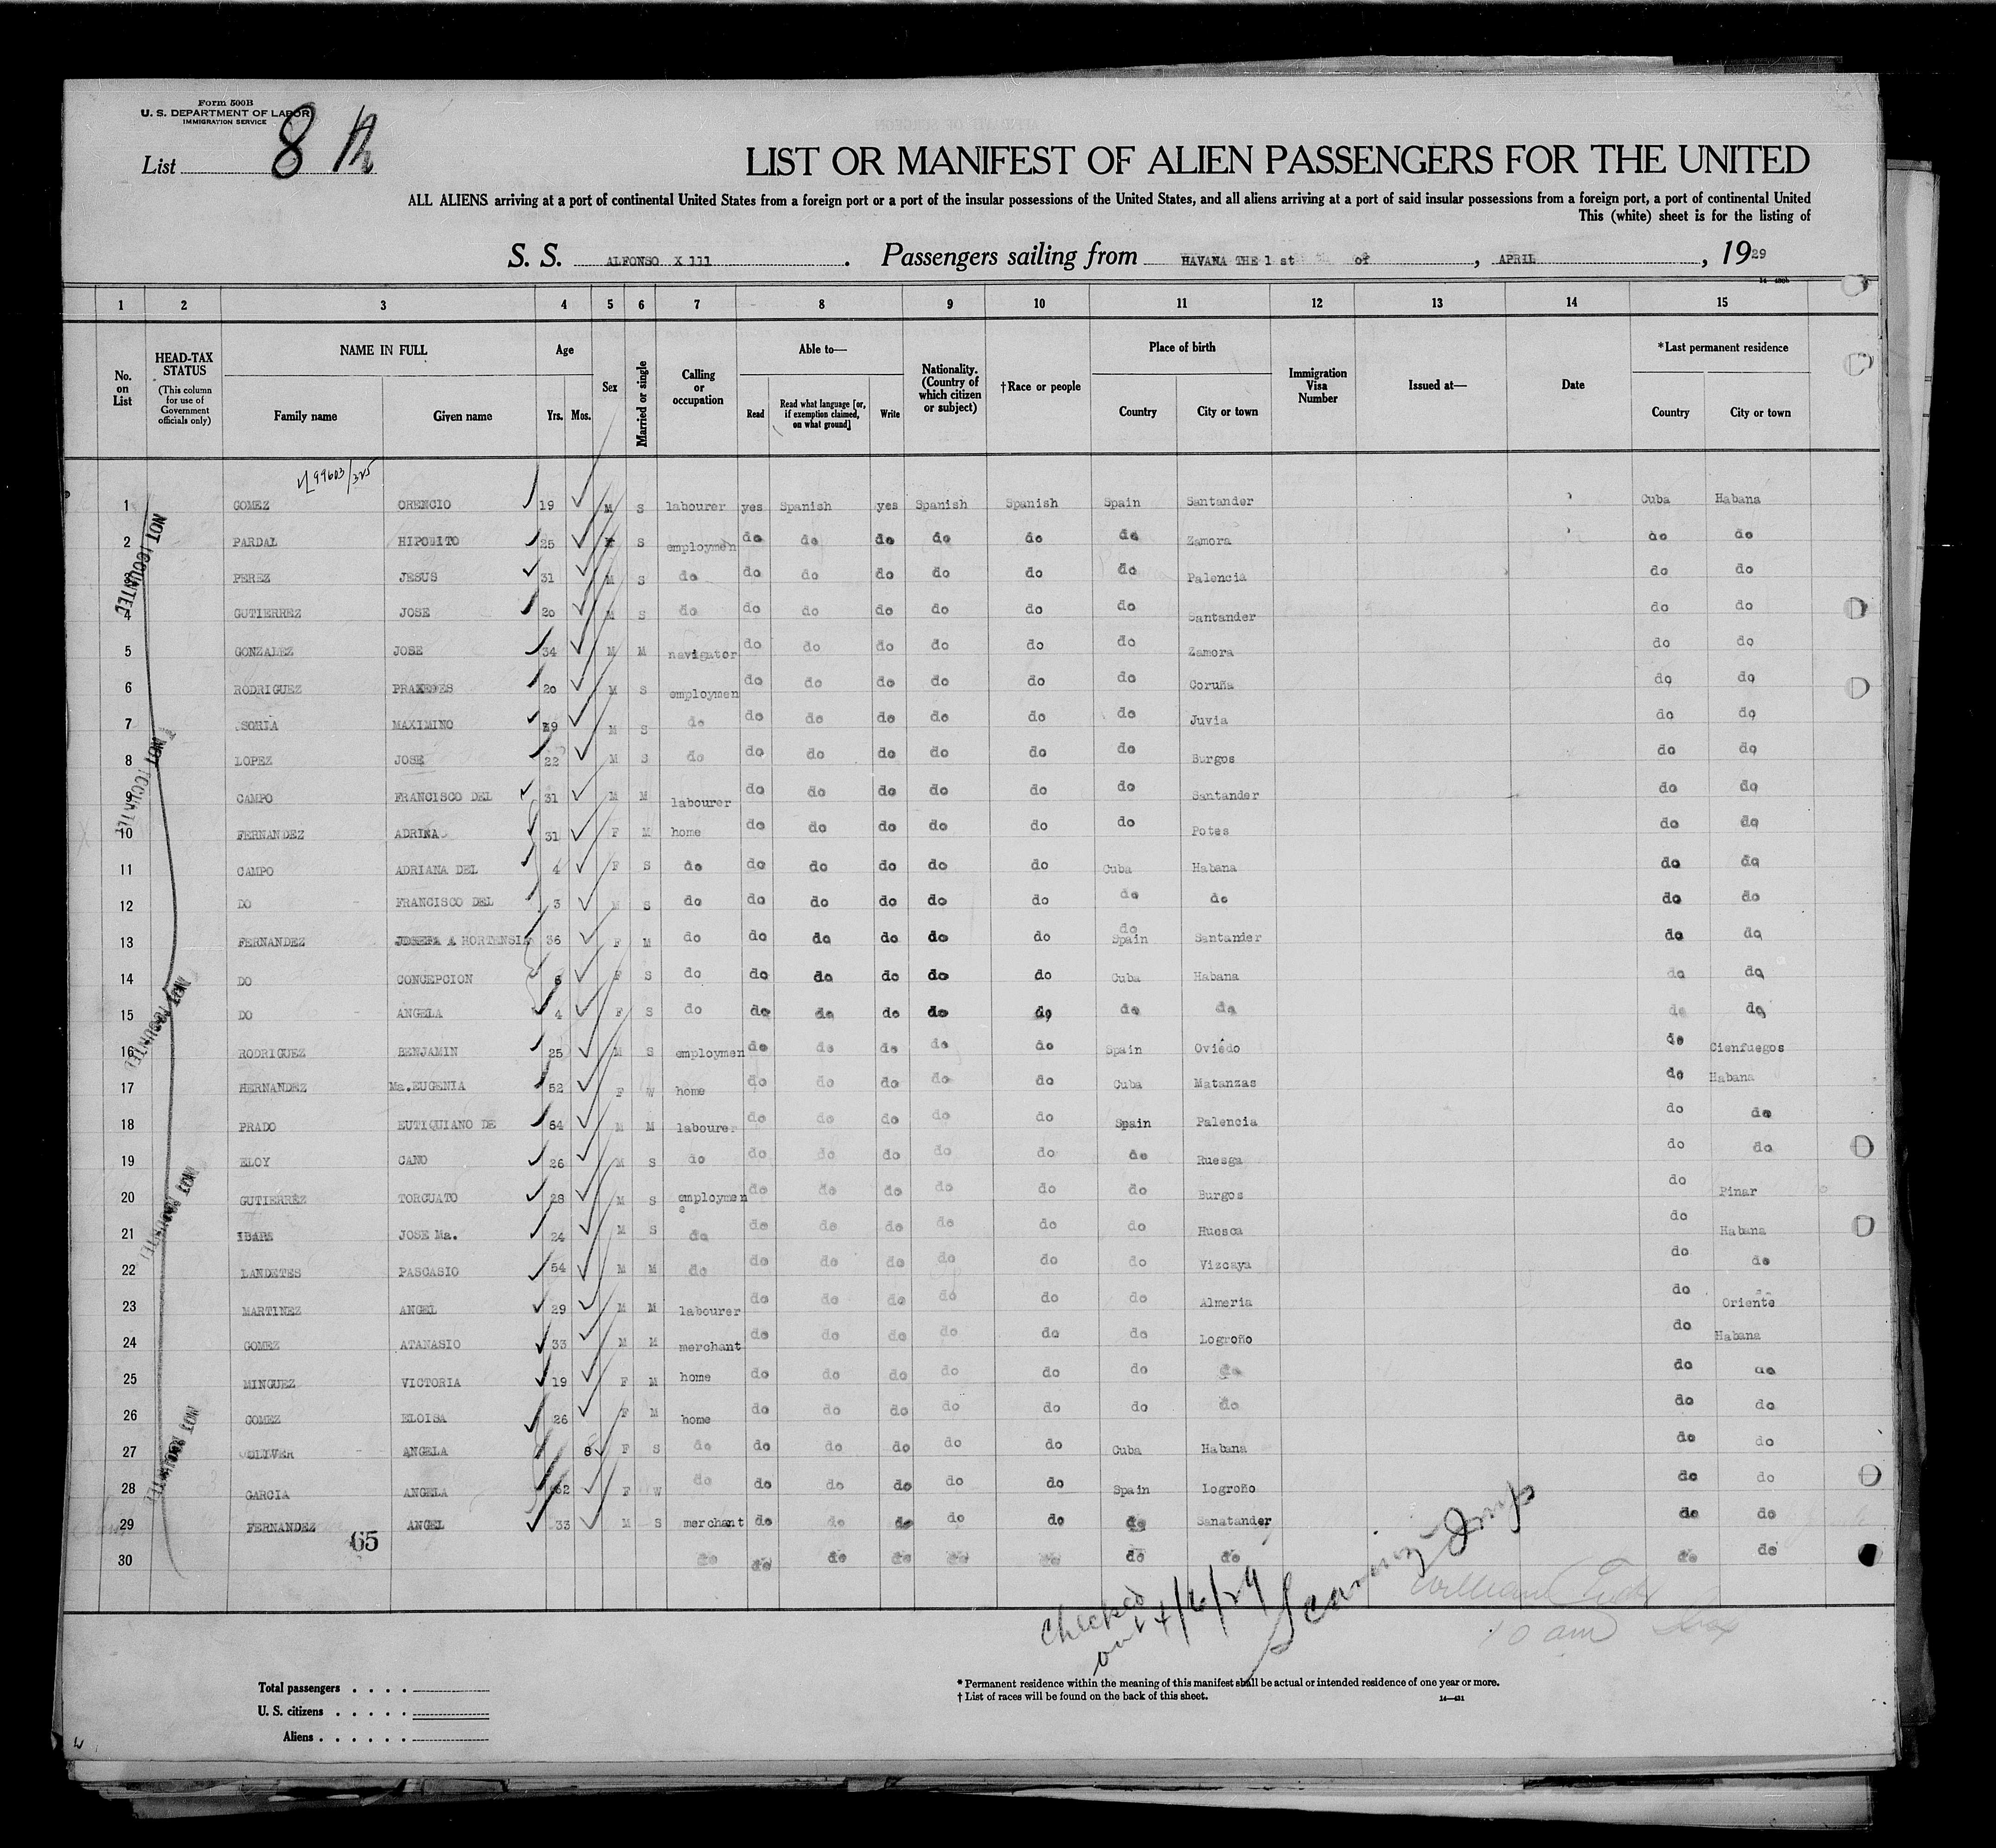 Form 500B
U. S. DEPARTMENT OF LABOR
IMMIGRATION SERVICE
List 8
LIST OR MANIFEST OF ALIEN PASSENGERS FOR THE UNITED
ALL ALIENS arriving at a port of continental United States from a foreign port or a port of the insular possessions of the United States, and all aliens arriving at a port of said insular possessions from a foreign port, a port of continental United
This (white) sheet is for the listing of
S. S. ALFONSO X 111 . Passengers sailing from HAVANA THE 1 st of , APRIL , 1929
1 2 3 4 5 6 7 8 9 10 11 12 13 14 15
No. on List
HEAD-TAX STATUS (This column for use of Government officials only)
NAME IN FULL Family name Given name
Age Yrs. Mos.
Sex
Married or single
Calling or occupation
Able to— Read Read what language [or, if exemption claimed, on what ground] Write
Nationality. (Country of which citizen or subject)
†Race or people
Place of birth Country City or town
Immigration Visa Number
Issued at—
Date
*Last permanent residence Country City or town
1 GOMEZ ORENCIO 19 M S labourer yes Spanish yes Spanish Spanish Spain Santander Cuba Habana
2 PARDAL HIPOLITO 25 M S employmen do do do do do do Zamora do do
3 PEREZ JESUS 31 M S do do do do do do do Palencia do do
4 GUTIERREZ JOSE 20 M S do do do do do do do Santander do do
5 GONZALEZ JOSE 34 M M navigator do do do do do do Zamora do do
6 RODRIGUEZ PRAXEDES 20 M S employmen do do do do do do Coruña do do
7 SORIA MAXIMINO 29 M S do do do do do do do Juvia do do
8 LOPEZ JOSE 22 M S do do do do do do do Burgos do do
9 CAMPO FRANCISCO DEL 31 M M labourer do do do do do do Santander do do
10 FERNANDEZ ADRINA 31 F M home do do do do do do Potes do do
11 CAMPO ADRIANA DEL 4 F S do do do do do do Cuba Habana do do
12 DO FRANCISCO DEL 3 M S do do do do do do do do do do
13 FERNANDEZ JOSEFA A HORTENSIA 36 F M do do do do do do do Spain Santander do do
14 DO CONCEPCION 6 F S do do do do do do Cuba Habana do do
15 DO ANGELA 4 F S do do do do do do do do do do
16 RODRIGUEZ BENJAMIN 25 M S employmen do do do do do Spain Oviedo do Cienfuegos
17 HERNANDEZ Ma.EUGENIA 52 F W home do do do do do Cuba Matanzas do Habana
18 PRADO EUTIQUIANO DE 64 M M labourer do do do do do Spain Palencia do do
19 ELOY CANO 26 M S do do do do do do do Ruesga do do
20 GUTIERREZ TORCUATO 28 M S employmen e do do do do do do Burgos do Pinar
21 IBARS JOSE Ma. 24 M S do do do do do do do Huesca do Habana
22 LANDETES PASCASIO 54 M M do do do do do do do Vizcaya do do
23 MARTINEZ ANGEL 29 M M labourer do do do do do do Almeria do Oriente
24 GOMEZ ATANASIO 33 M M merchant do do do do do do Logroño do Habana
25 MINGUEZ VICTORIA 19 F M home do do do do do do do do do
26 GOMEZ ELOISA 26 F M home do do do do do do do do do
27 OLIVER ANGELA 8 F S do do do do do do Cuba Habana do do
28 GARCIA ANGELA 62 F W do do do do do do Spain Logroño do do
29 FERNANDEZ ANGEL 33 M S merchant do do do do do do Sanatander do do
65
30 do do do do do do do do do do
checked out 4/6/29
William
10 am
Total passengers . . . .
U. S. citizens . . . . .
Aliens . . . . . .
* Permanent residence within the meaning of this manifest shall be actual or intended residence of one year or more.
† List of races will be found on the back of this sheet.